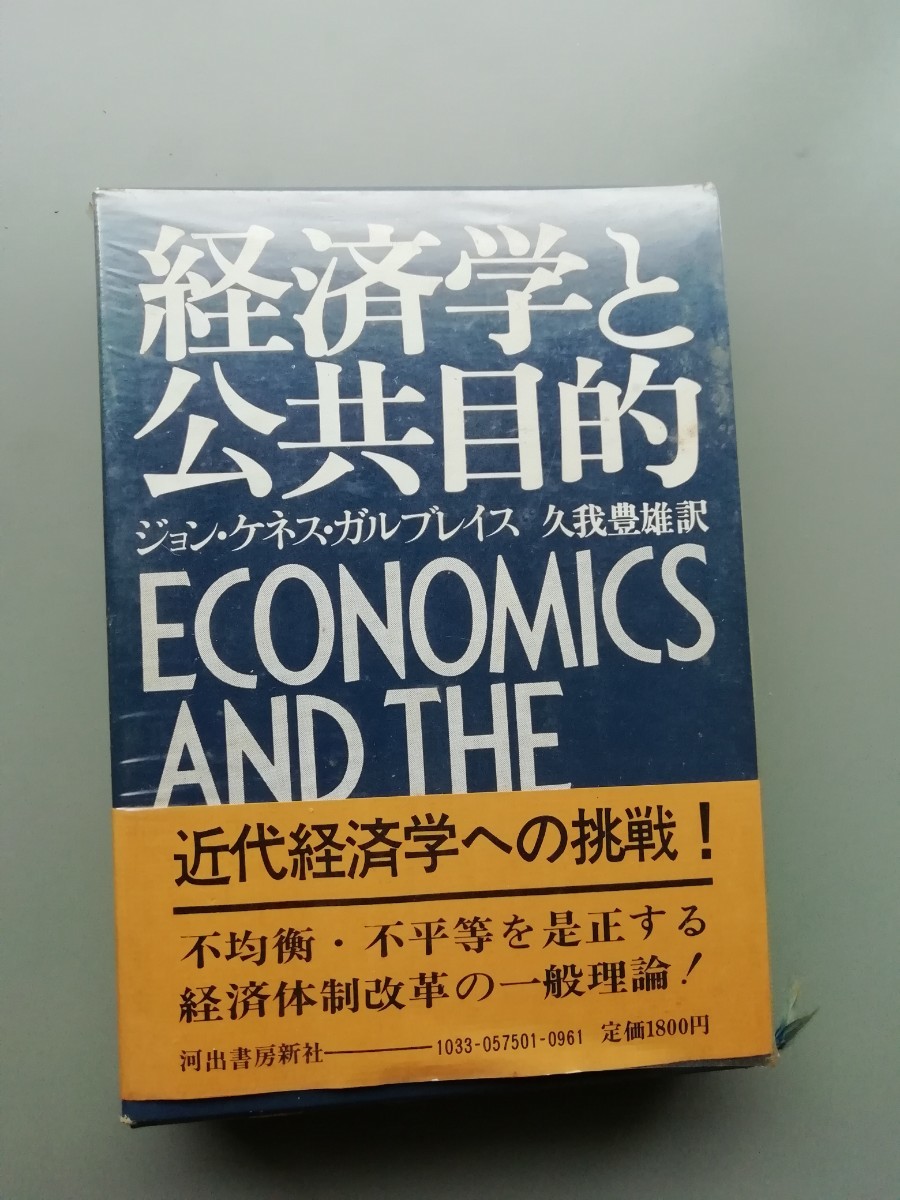 経済学と
公共目的
ジョン・ケネス・ガルブレイス 久我豊雄訳
ECONOMICS
AND THE
近代経済学への挑戦！
不均衡・不平等を是正する
経済体制改革の一般理論！
河出書房新社——1033-057501-0961 定価1800円